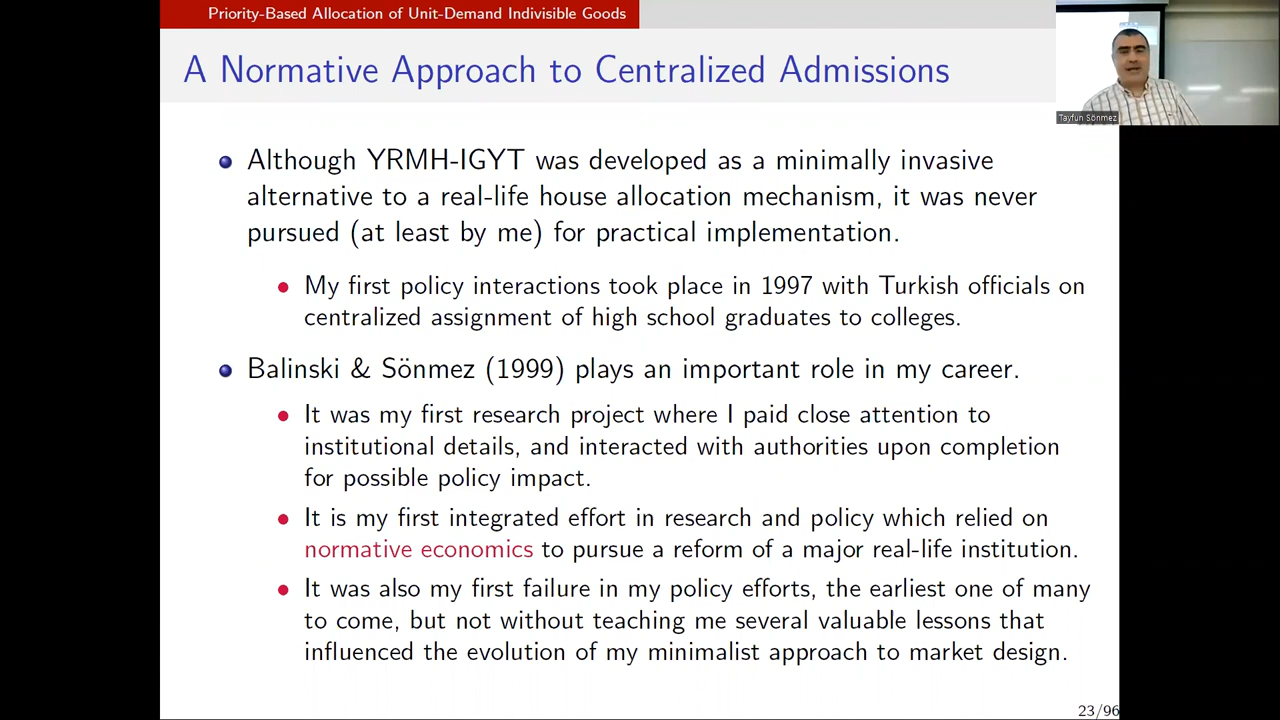 Priority-Based Allocation of Unit-Demand Indivisible Goods
A Normative Approach to Centralized Admissions
Tayfun Sönmez
Although YRMH-IGYT was developed as a minimally invasive
alternative to a real-life house allocation mechanism, it was never
pursued (at least by me) for practical implementation.
My first policy interactions took place in 1997 with Turkish officials on
centralized assignment of high school graduates to colleges.
Balinski & Sönmez (1999) plays an important role in my career.
It was my first research project where I paid close attention to
institutional details, and interacted with authorities upon completion
for possible policy impact.
It is my first integrated effort in research and policy which relied on
normative economics to pursue a reform of a major real-life institution.
It was also my first failure in my policy efforts, the earliest one of many
to come, but not without teaching me several valuable lessons that
influenced the evolution of my minimalist approach to market design.
23/96